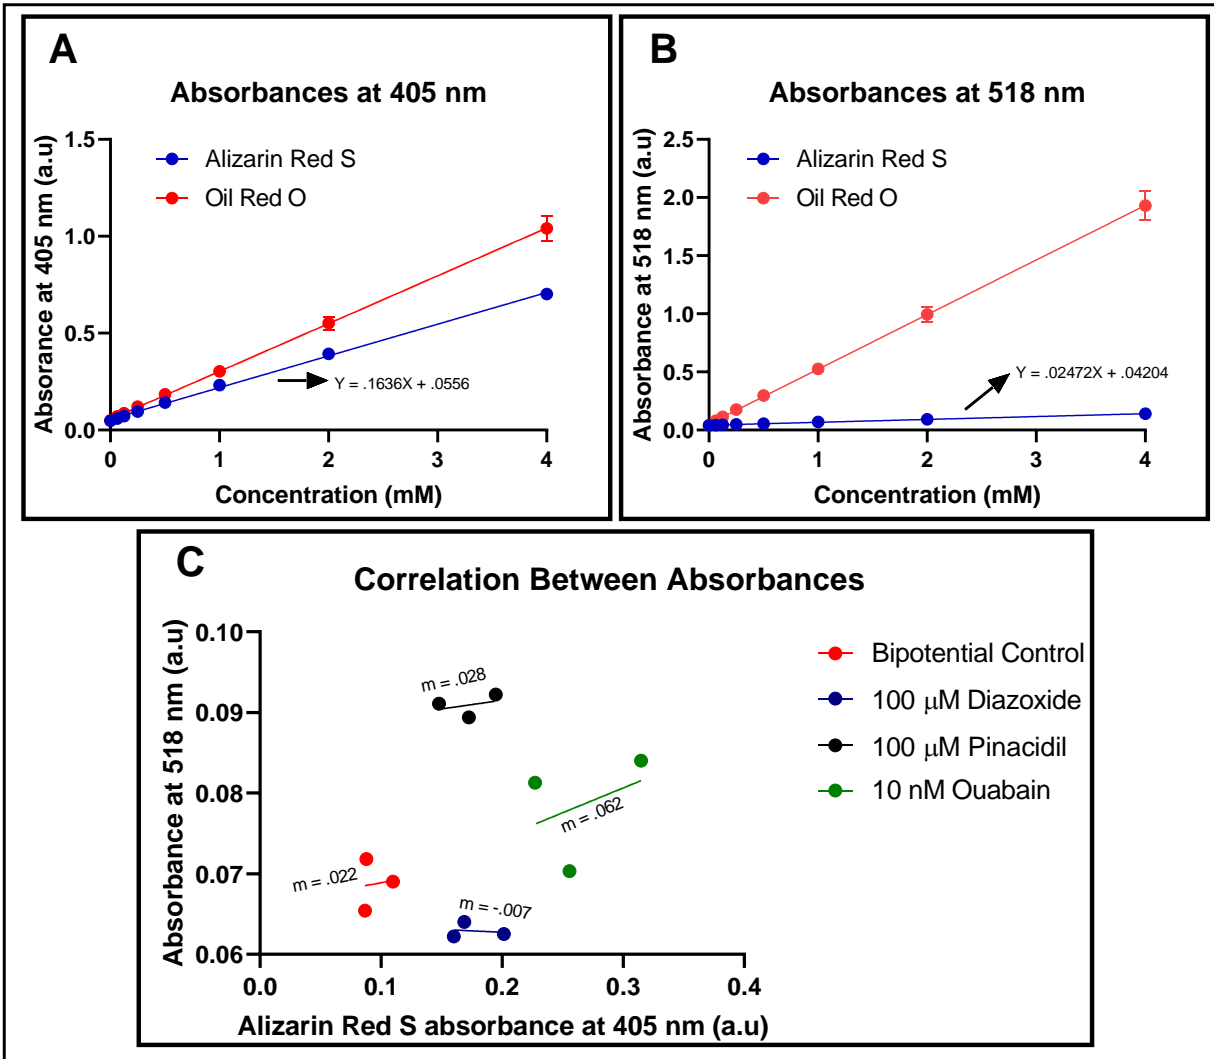 A
Absorbances at 405 nm
Absorance at 405 nm (a.u)
1.5
1.0
0.5
0.0
Alizarin Red S
Oil Red O
Y = .1636X + .0556
0 1 2 3 4
Concentration (mM)
B
Absorbances at 518 nm
Absorbance at 518 nm (a.u)
2.5
2.0
1.5
1.0
0.5
0.0
Alizarin Red S
Oil Red O
Y = .02472X + .04204
0 1 2 3 4
Concentration (mM)
C
Correlation Between Absorbances
Absorbance at 518 nm (a.u)
0.10
0.09
0.08
0.07
0.06
m = .028
m = .062
m = .022
m = -.007
0.0 0.1 0.2 0.3 0.4
Alizarin Red S absorbance at 405 nm (a.u)
Bipotential Control
100 μM Diazoxide
100 μM Pinacidil
10 nM Ouabain